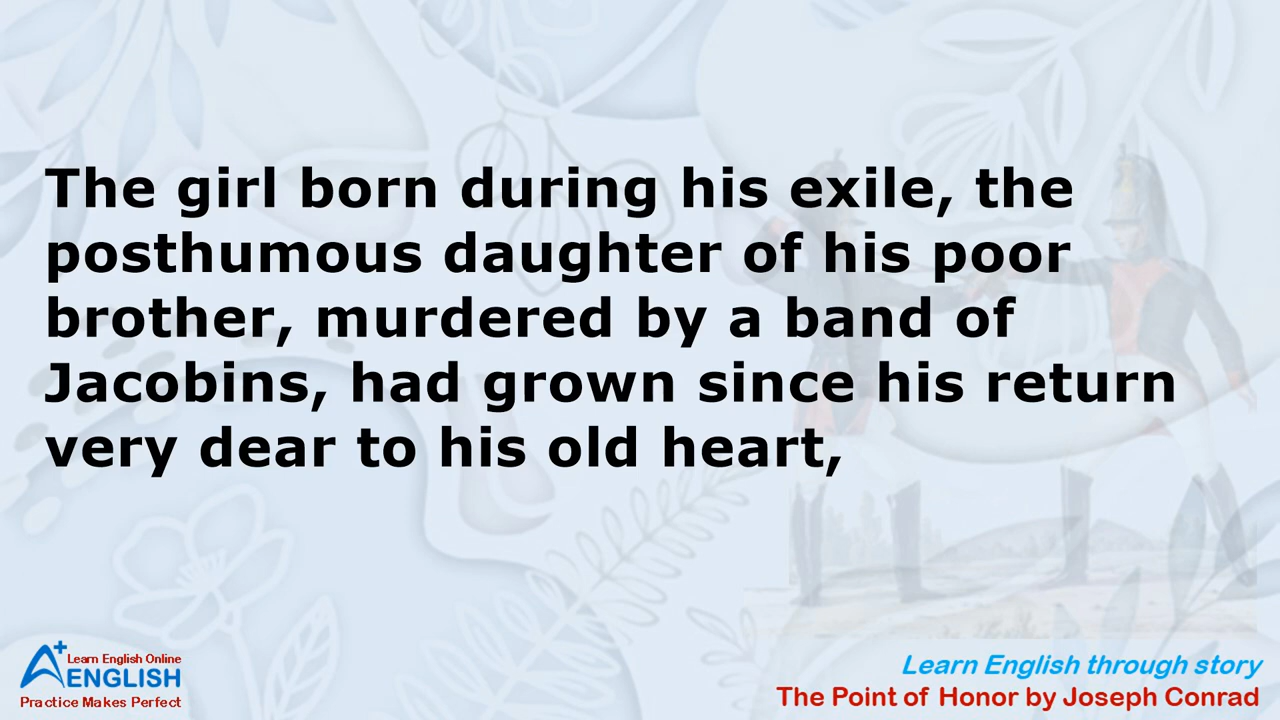 The girl born during his exile, the
posthumous daughter of his poor
brother, murdered by a band of
Jacobins, had grown since his return
very dear to his old heart,
A+
Learn English Online
ENGLISH
Practice Makes Perfect
Learn English through story
The Point of Honor by Joseph Conrad